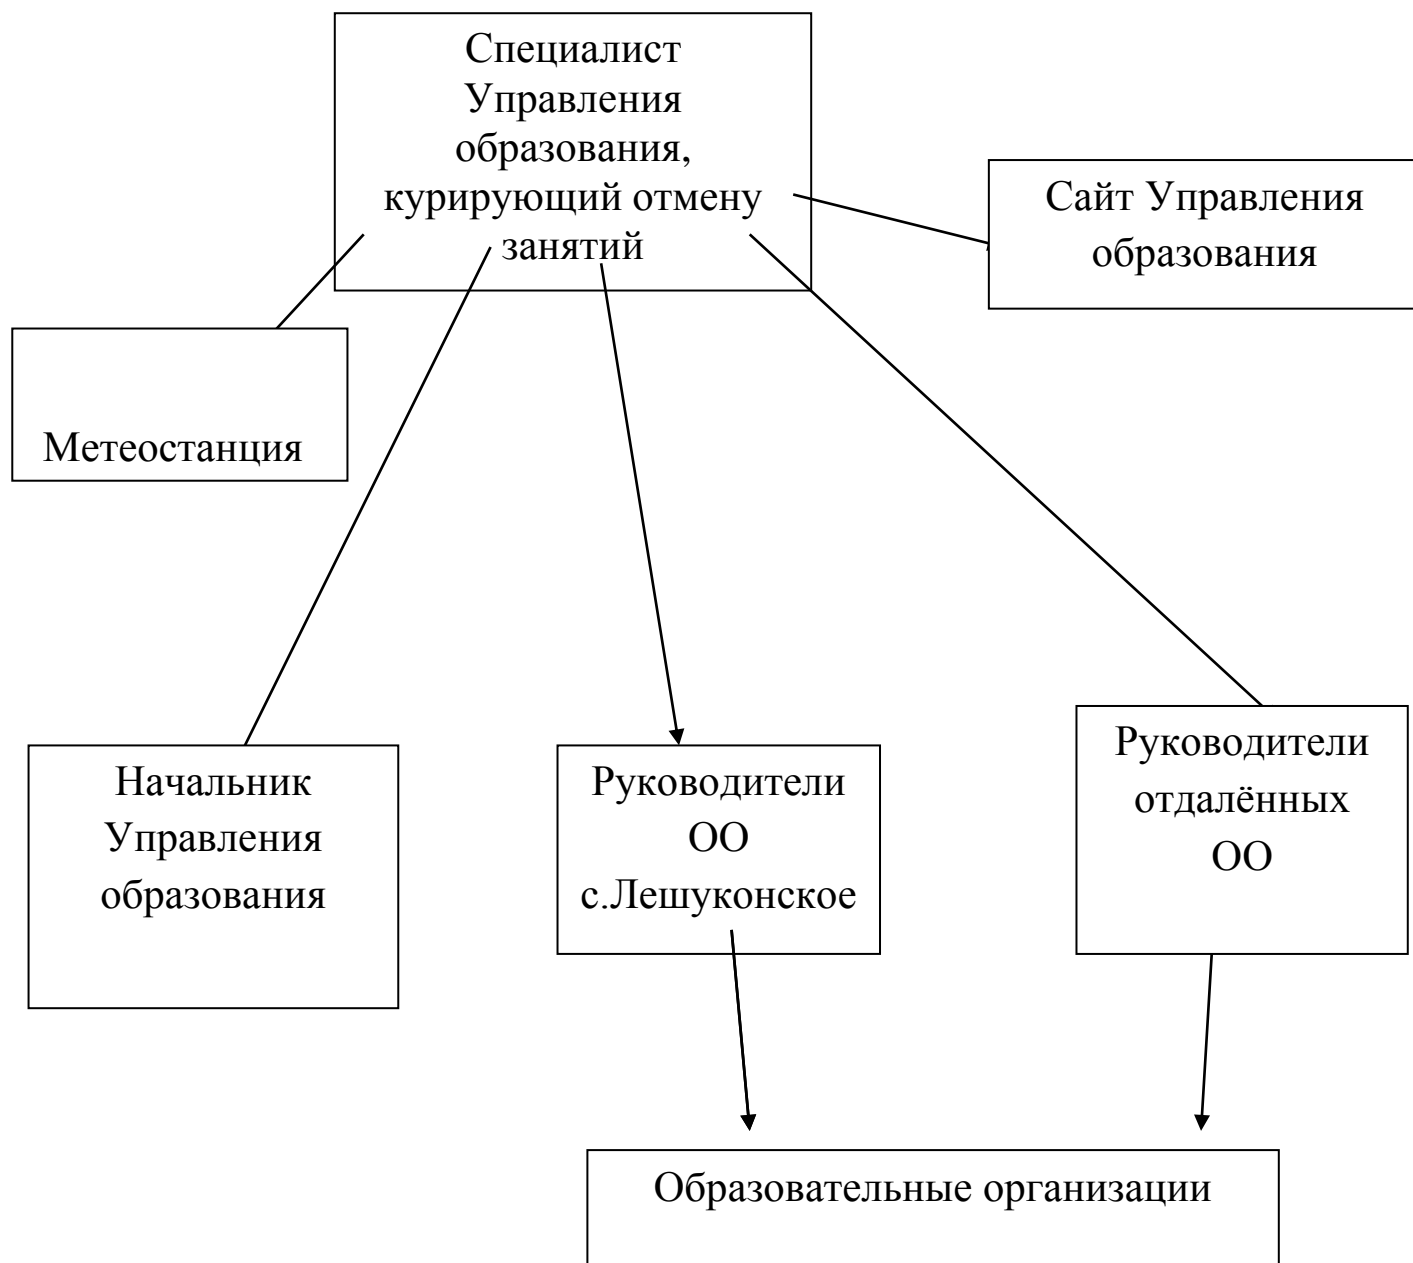 Специалист
Управления
образования,
курирующий отмену
занятий
Сайт Управления
образования
Метеостанция
Начальник
Управления
образования
Руководители
ОО
с.Лешуконское
Руководители
отдалённых
ОО
Образовательные организации